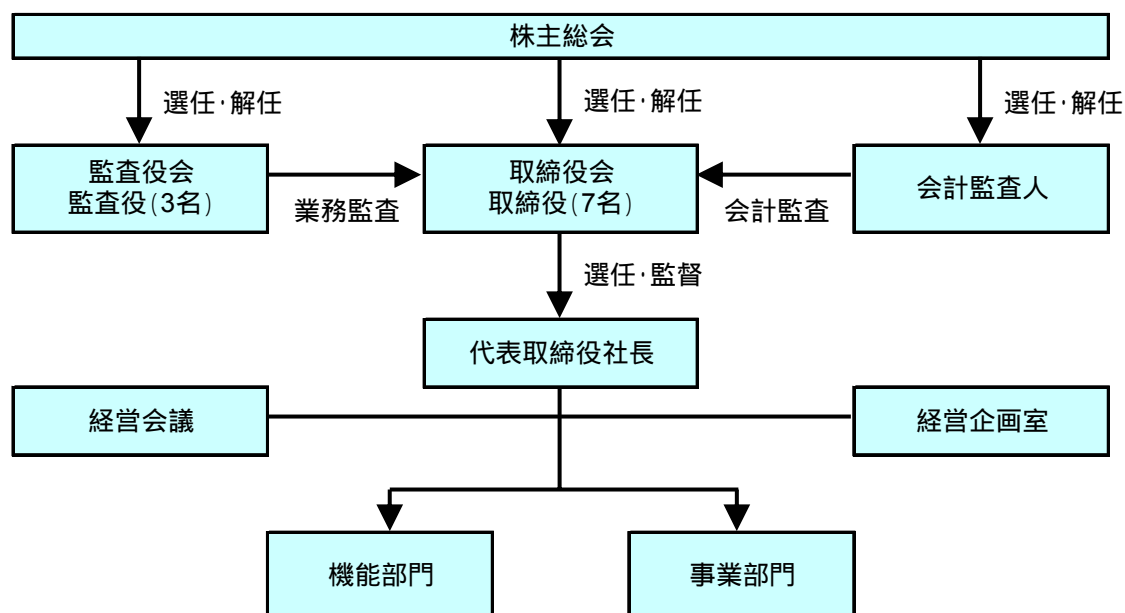 株主総会
選任･解任
選任･解任
選任･解任
監査役会
監査役(3名)
業務監査
取締役会
取締役(7名)
会計監査
会計監査人
選任･監督
代表取締役社長
経営会議
経営企画室
機能部門
事業部門